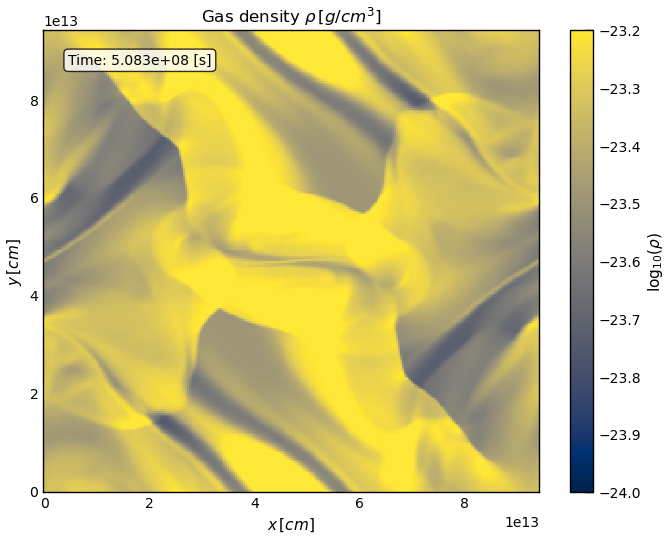 Gas density ρ [g/cm³]
1e13
Time: 5.083e+08 [s]
8
6
4
2
0
y [cm]
0 2 4 6 8
x [cm]
1e13
−23.2
−23.3
−23.4
−23.5
−23.6
−23.7
−23.8
−23.9
−24.0
log₁₀(ρ)